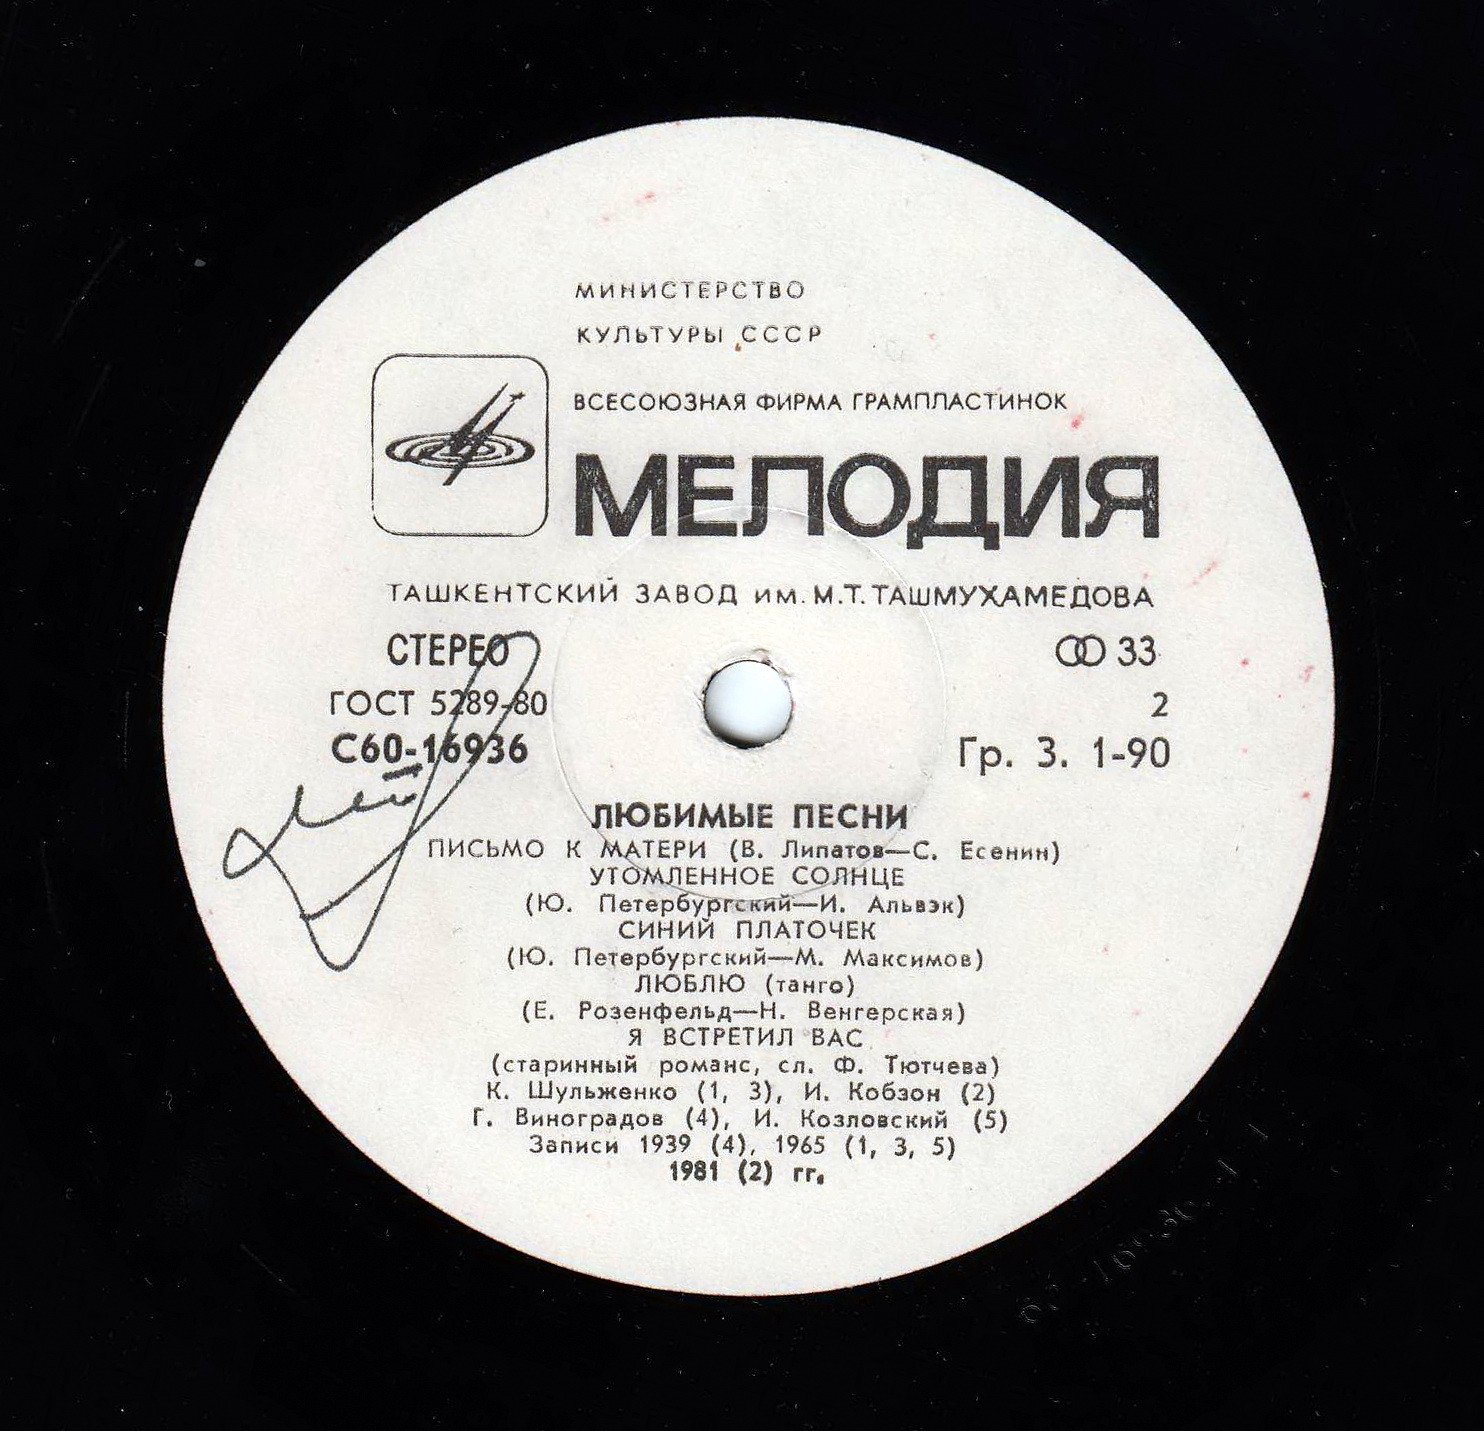 МИНИСТЕРСТВО
КУЛЬТУРЫ СССР
ВСЕСОЮЗНАЯ ФИРМА ГРАМПЛАСТИНОК
МЕЛОДИЯ
ТАШКЕНТСКИЙ ЗАВОД им. М.Т. ТАШМУХАМЕДОВА
СТЕРЕО 33
ГОСТ 5289-80 2
С60-16936 Гр. 3. 1-90
ЛЮБИМЫЕ ПЕСНИ
ПИСЬМО К МАТЕРИ (В. Липатов—С. Есенин)
УТОМЛЕННОЕ СОЛНЦЕ
(Ю. Петербургский—И. Альвэк)
СИНИЙ ПЛАТОЧЕК
(Ю. Петербургский—М. Максимов)
ЛЮБЛЮ (танго)
(Е. Розенфельд—Н. Венгерская)
Я ВСТРЕТИЛ ВАС
(старинный романс, сл. Ф. Тютчева)
К. Шульженко (1, 3), И. Кобзон (2)
Г. Виноградов (4), И. Козловский (5)
Записи 1939 (4), 1965 (1, 3, 5)
1981 (2) гг.